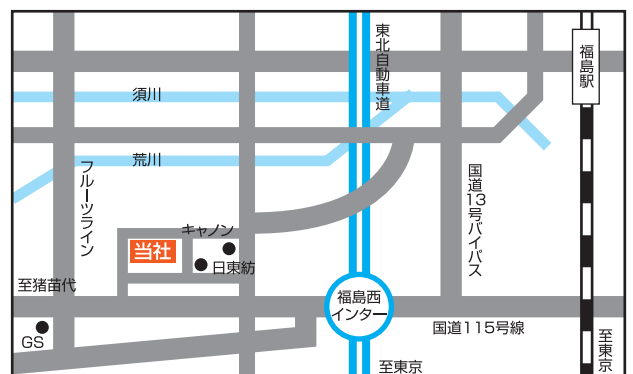 東北自動車道
福島駅
須川
荒川
フルーツライン
国道13号バイパス
キャノン
当社
日東紡
至猪苗代
福島西
インター
GS
国道115号線
至東京
至東京